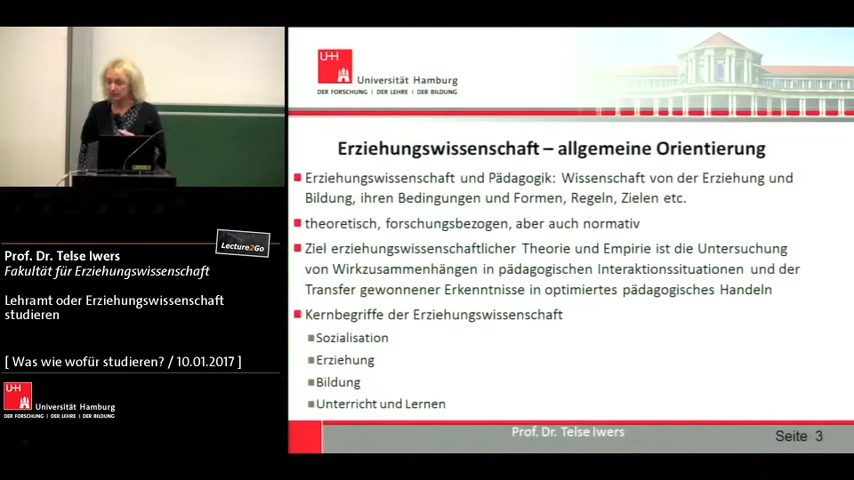 Lecture2Go
Prof. Dr. Telse Iwers
Fakultät für Erziehungswissenschaft
Lehramt oder Erziehungswissenschaft
studieren
[ Was wie wofür studieren? / 10.01.2017 ]
UH
Universität Hamburg
DER FORSCHUNG | DER LEHRE | DER BILDUNG
UH
Universität Hamburg
DER FORSCHUNG | DER LEHRE | DER BILDUNG
Erziehungswissenschaft – allgemeine Orientierung
Erziehungswissenschaft und Pädagogik: Wissenschaft von der Erziehung und
Bildung, ihren Bedingungen und Formen, Regeln, Zielen etc.
theoretisch, forschungsbezogen, aber auch normativ
Ziel erziehungswissenschaftlicher Theorie und Empirie ist die Untersuchung
von Wirkzusammenhängen in pädagogischen Interaktionssituationen und der
Transfer gewonnener Erkenntnisse in optimiertes pädagogisches Handeln
Kernbegriffe der Erziehungswissenschaft
Sozialisation
Erziehung
Bildung
Unterricht und Lernen
Prof. Dr. Telse Iwers
Seite 3